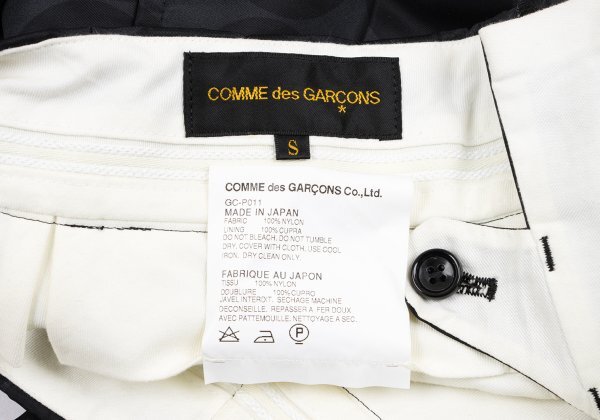 COMME des GARÇONS
*
S
COMME des GARÇONS Co.,Ltd.
GC-P011
MADE IN JAPAN
FABRIC 100% NYLON
LINING 100% CUPRA
DO NOT BLEACH, DO NOT TUMBLE
DRY, COVER WITH CLOTH, USE COOL
IRON, DRY CLEAN ONLY.
FABRIQUE AU JAPON
TISSU 100% NYLON
DOUBLURE 100% CUPRO
JAVEL INTERDIT, SECHAGE MACHINE
DECONSEILLE, REPASSER A FER DOUX
AVEC PATTEMOUILLE, NETTOYAGE A SEC.
P